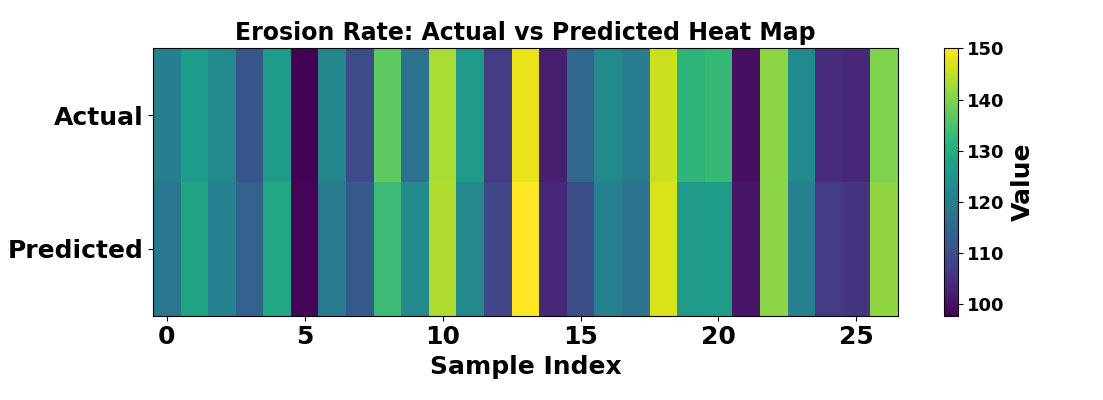 Erosion Rate: Actual vs Predicted Heat Map
Actual
Predicted
0 5 10 15 20 25
Sample Index
150
140
130
120
110
100
Value